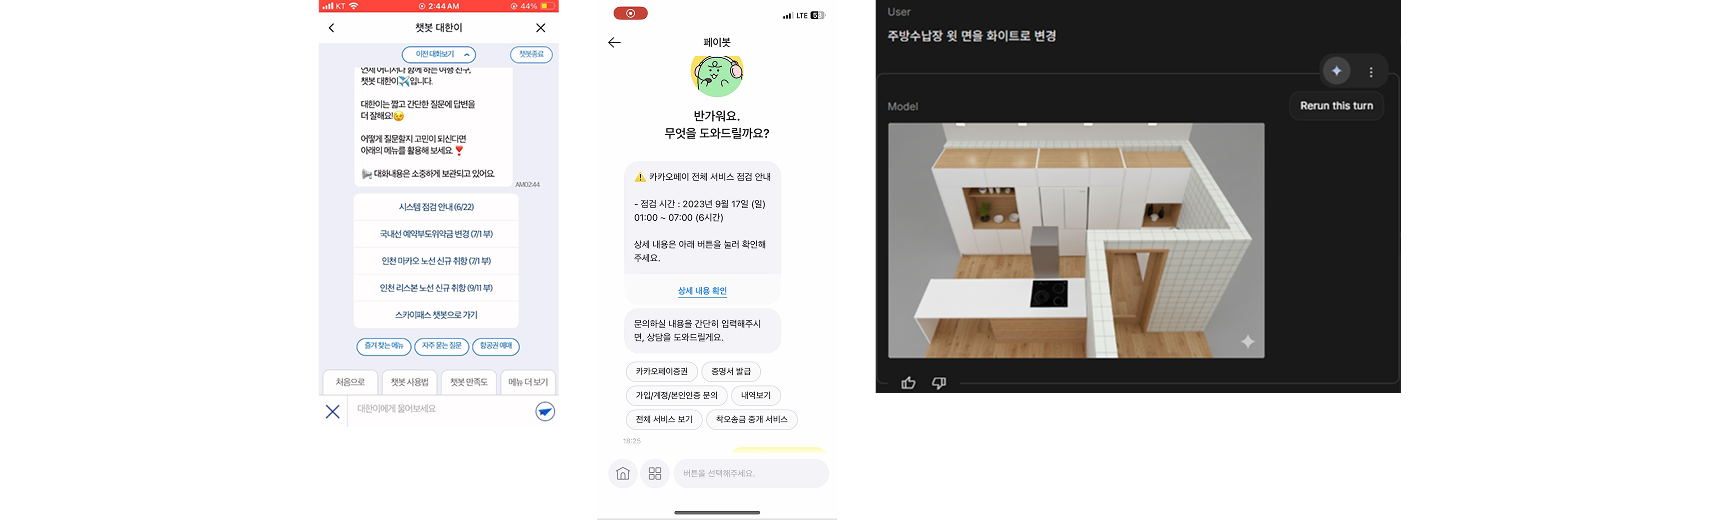 KT 2:44 AM 44%
챗봇 대한이
이전 대화보기
챗봇종료
언제 어디서나 함께 하는 여행 친구,
챗봇 대한이✈️입니다.
대한이는 짧고 간단한 질문에 답변을
더 잘해요!😉
어떻게 질문할지 고민이 되신다면
아래의 메뉴를 활용해 보세요.❣️
📢 대화내용은 소중하게 보관되고 있어요.
AM 02:44
시스템 점검 안내 (6/22)
국내선 예약부도위약금 변경 (7/1 부)
인천 마카오 노선 신규 취항 (7/1 부)
인천 리스본 노선 신규 취항 (9/11 부)
스카이패스 챗봇으로 가기
즐겨 찾는 메뉴
자주 묻는 질문
항공권 예매
처음으로
챗봇 사용법
챗봇 만족도
메뉴 더 보기
대한이에게 물어보세요
LTE
페이봇
반가워요.
무엇을 도와드릴까요?
⚠️ 카카오페이 전체 서비스 점검 안내
- 점검 시간 : 2023년 9월 17일 (일)
01:00 ~ 07:00 (6시간)
상세 내용은 아래 버튼을 눌러 확인해
주세요.
상세 내용 확인
문의하실 내용을 간단히 입력해주시
면, 상담을 도와드릴게요.
카카오페이증권
증명서 발급
가입/계정/본인인증 문의
내역보기
전체 서비스 보기
착오송금 중개 서비스
18:25
버튼을 선택해주세요.
User
주방수납장 윗 면을 화이트로 변경
Rerun this turn
Model